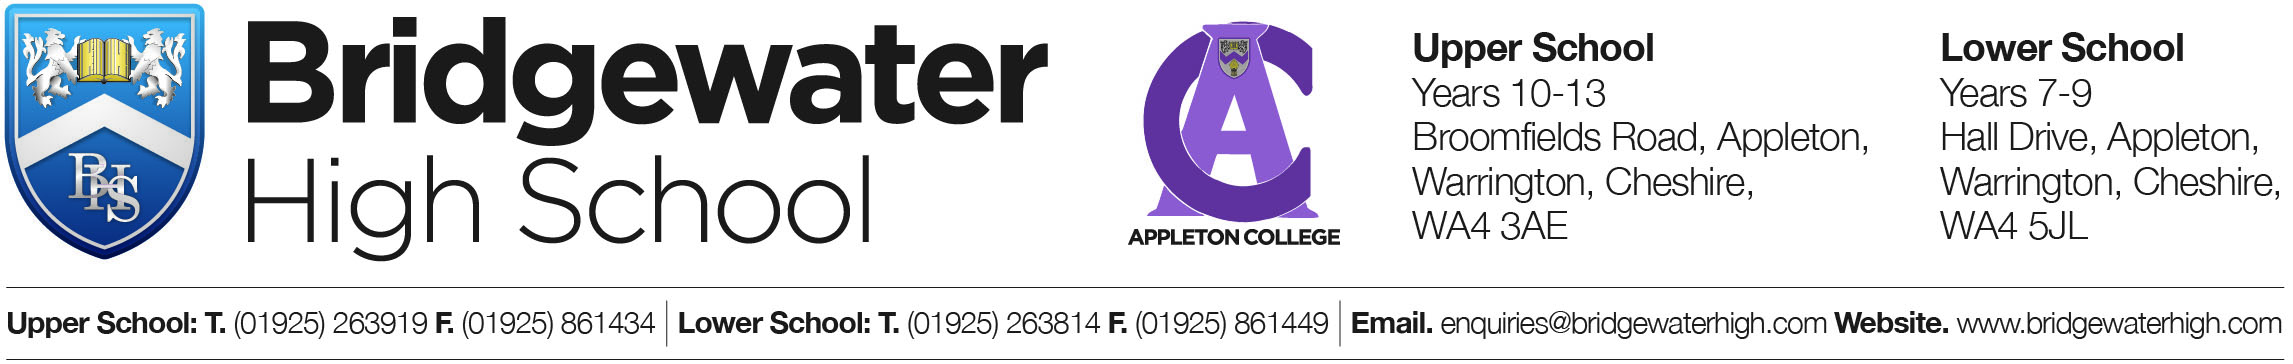 BHS
Bridgewater
High School
CA
APPLETON COLLEGE
Upper School
Years 10-13
Broomfields Road, Appleton,
Warrington, Cheshire,
WA4 3AE
Lower School
Years 7-9
Hall Drive, Appleton,
Warrington, Cheshire,
WA4 5JL
Upper School: T. (01925) 263919 F. (01925) 861434 | Lower School: T. (01925) 263814 F. (01925) 861449 | Email. enquiries@bridgewaterhigh.com Website. www.bridgewaterhigh.com